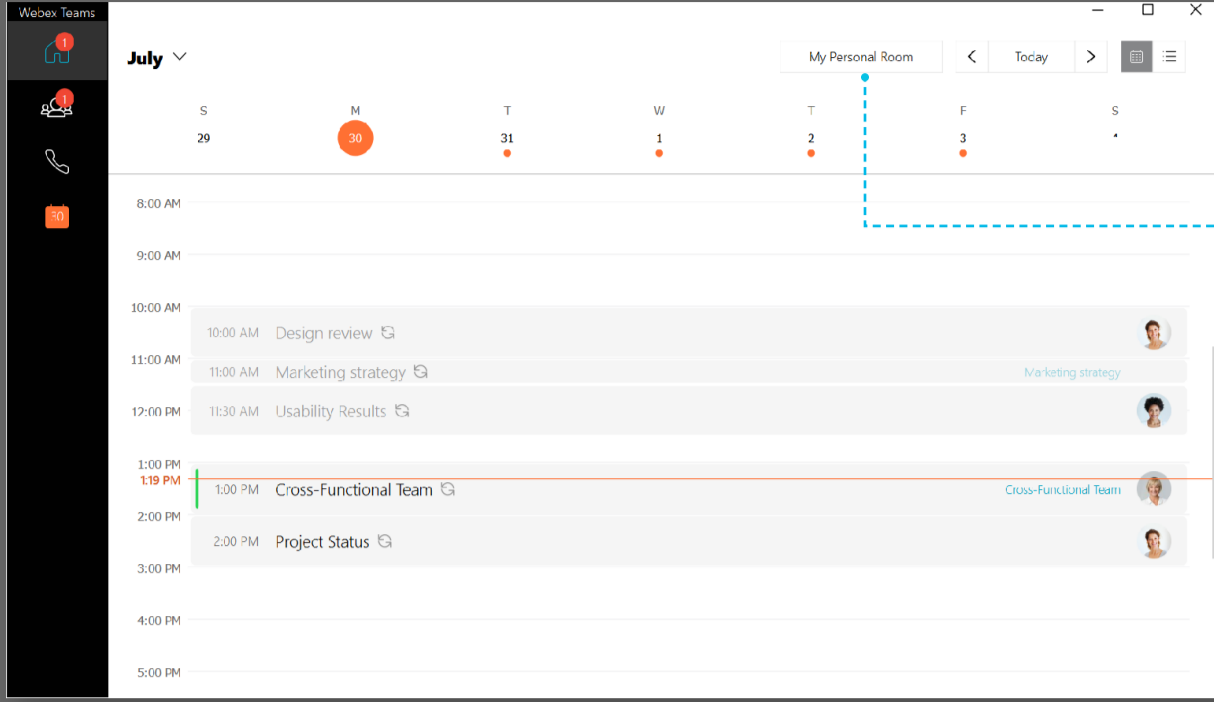 Webex Teams
1
July
My Personal Room
Today
1
S M T W T F S
29 30 31 1 2 3
30
8:00 AM
9:00 AM
10:00 AM
10:00 AM Design review
11:00 AM
11:00 AM Marketing strategy Marketing strategy
12:00 PM 11:30 AM Usability Results
1:00 PM
1:19 PM
1:00 PM Cross-Functional Team Cross-Functional Team
2:00 PM
2:00 PM Project Status
3:00 PM
4:00 PM
5:00 PM